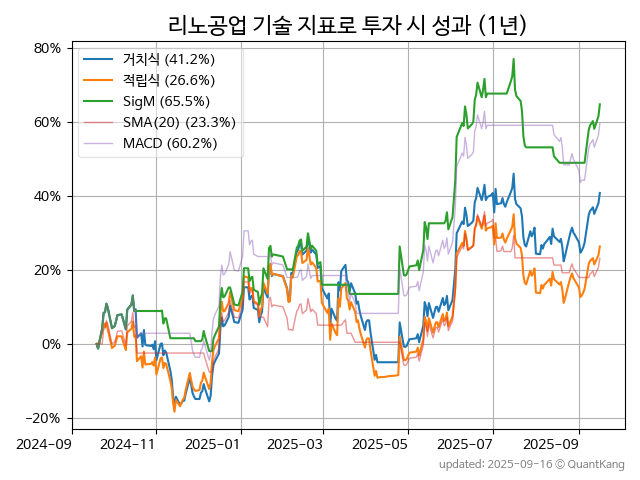 리노공업 기술 지표로 투자 시 성과 (1년)
80%
60%
40%
20%
0%
−20%
거치식 (41.2%)
적립식 (26.6%)
SigM (65.5%)
SMA(20) (23.3%)
MACD (60.2%)
2024-09 2024-11 2025-01 2025-03 2025-05 2025-07 2025-09
updated: 2025-09-16 © QuantKang